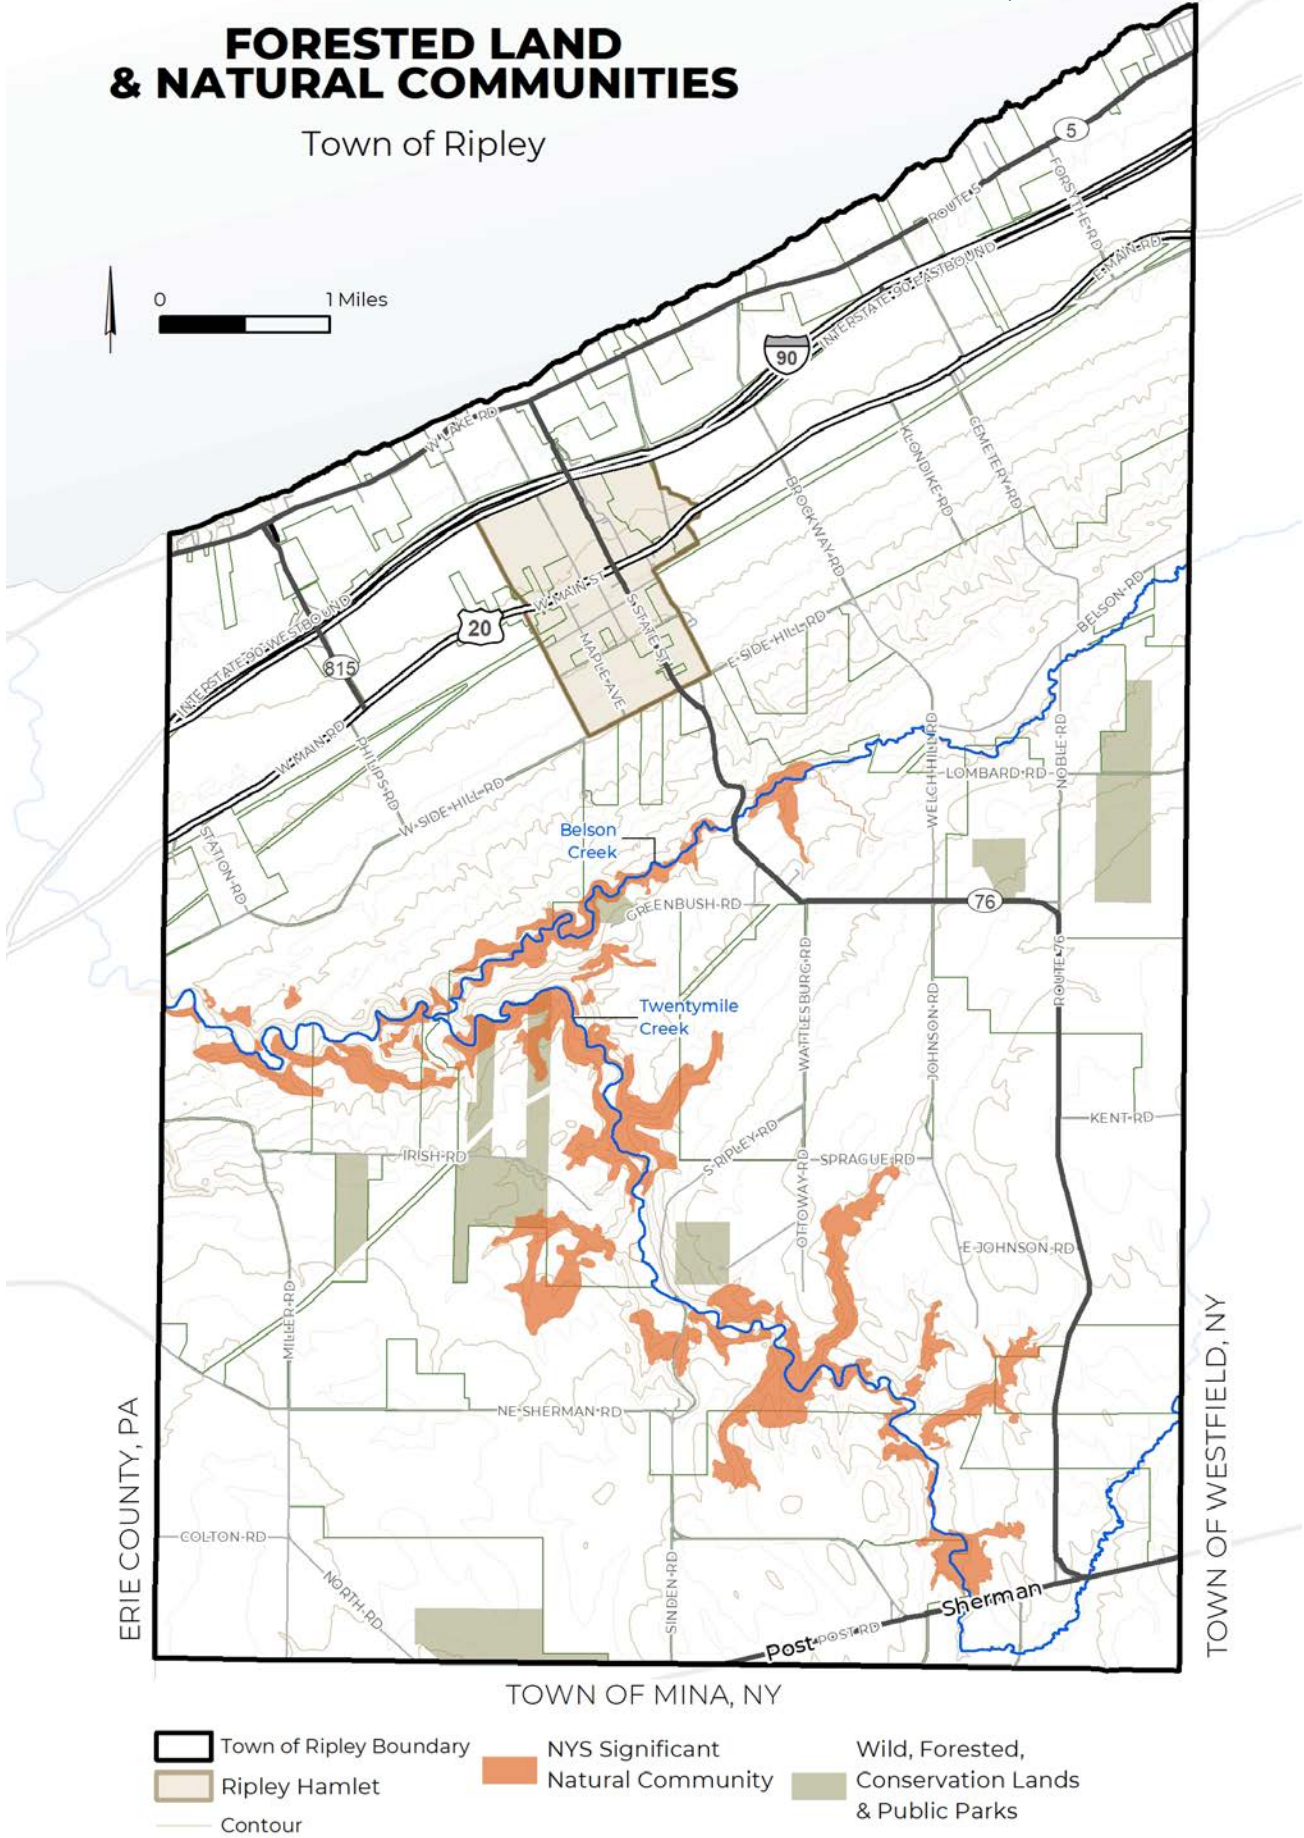 FORESTED LAND
& NATURAL COMMUNITIES
Town of Ripley
0
1 Miles
5
ROUTE 5
FORSYTHE RD
E MAIN RD
INTERSTATE 90 EASTBOUND
90
W LAKE RD
KLONDIKE RD
CEMETERY RD
BROCKWAY RD
BELSON RD
20
W MAIN ST
S STATE ST
MAPLE AVE
E SIDE HILL RD
INTERSTATE 90 WESTBOUND
815
W MAIN RD
PHILIPS RD
W SIDE HILL RD
STATION RD
WELCH HILL RD
NOBLE RD
LOMBARD RD
Belson
Creek
GREENBUSH RD
76
ROUTE 76
WATTLESBURG RD
JOHNSON RD
Twentymile
Creek
KENT RD
IRISH RD
S RIPLEY RD
SPRAGUE RD
OTTOWAY RD
E JOHNSON RD
MILLER RD
NE SHERMAN RD
COLTON RD
NORTH RD
SINDEN RD
Sherman
Post
POST RD
ERIE COUNTY, PA
TOWN OF WESTFIELD, NY
TOWN OF MINA, NY
Town of Ripley Boundary
Ripley Hamlet
Contour
NYS Significant
Natural Community
Wild, Forested,
Conservation Lands
& Public Parks